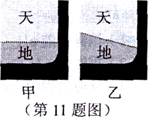 天 天
地 地
甲 乙
(第11题图)